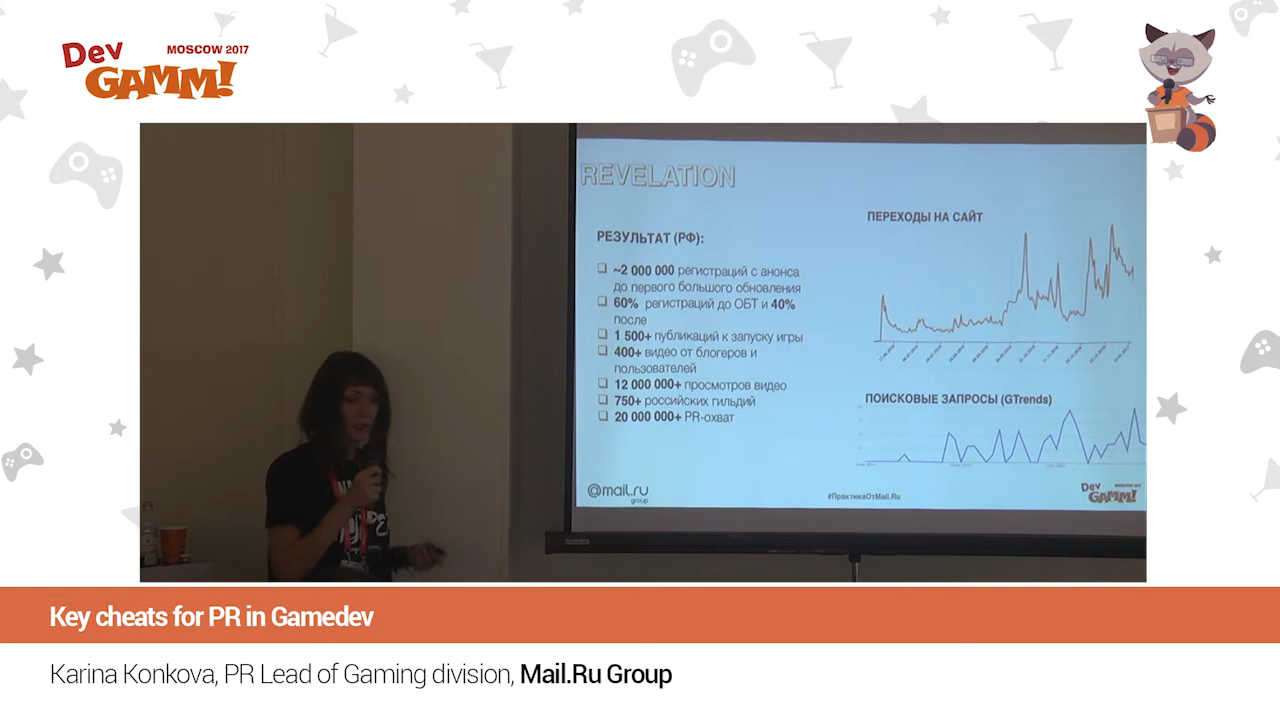 Dev
GAMM!
MOSCOW 2017
REVELATION
РЕЗУЛЬТАТ (РФ):
~2 000 000 регистраций с анонса
до первого большого обновления
60% регистраций до ОБТ и 40%
после
1 500+ публикаций к запуску игры
400+ видео от блогеров и
пользователей
12 000 000+ просмотров видео
750+ российских гильдий
20 000 000+ PR-охват
ПЕРЕХОДЫ НА САЙТ
ПОИСКОВЫЕ ЗАПРОСЫ (GTrends)
@mail.ru
group
#ПрактикаОтMail.Ru
Dev
GAMM!
MOSCOW 2017
Key cheats for PR in Gamedev
Karina Konkova, PR Lead of Gaming division, Mail.Ru Group